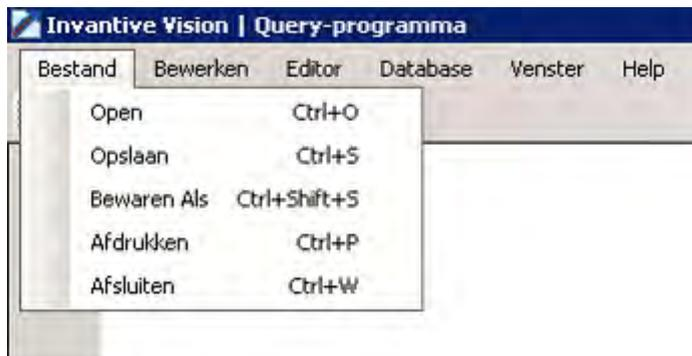 Invantive Vision | Query-programma
Bestand Bewerken Editor Database Venster Help
Open Ctrl+O
Opslaan Ctrl+S
Bewaren Als Ctrl+Shift+S
Afdrukken Ctrl+P
Afsluiten Ctrl+W